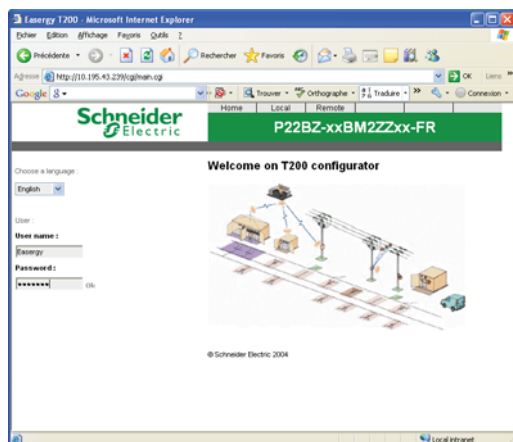 Easergy T200 - Microsoft Internet Explorer
Fichier Edition Affichage Favoris Outils ?
Précédente Rechercher Favoris
Adresse http://10.195.43.239/cgi/main.cgi OK Liens »
Google Trouver Orthographe Traduire » Connexion
Home Local Remote
Schneider Electric
P22BZ-xxBM2ZZxx-FR
Welcome on T200 configurator
Choose a language :
English
User :
User name :
Easergy
Password :
•••••••
Ok
© Schneider Electric 2004
Local intranet